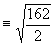 ≡ √(162/2)